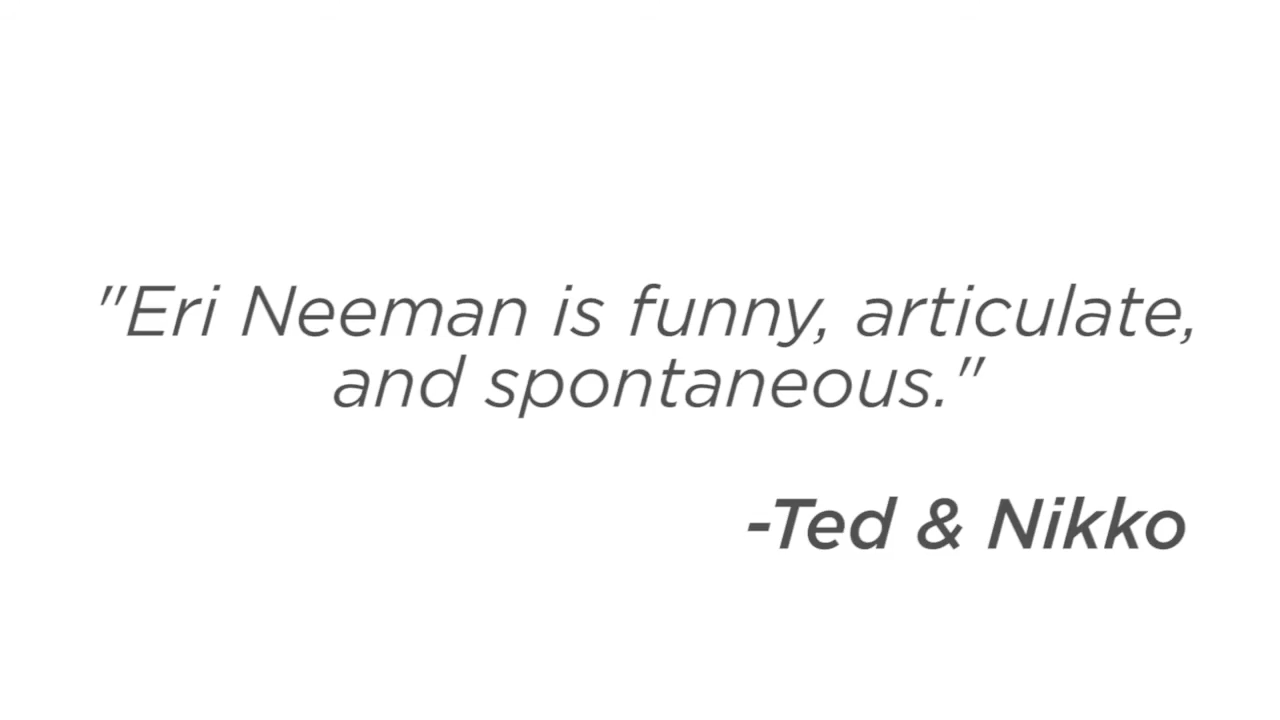 "Eri Neeman is funny, articulate,
and spontaneous."
-Ted & Nikko